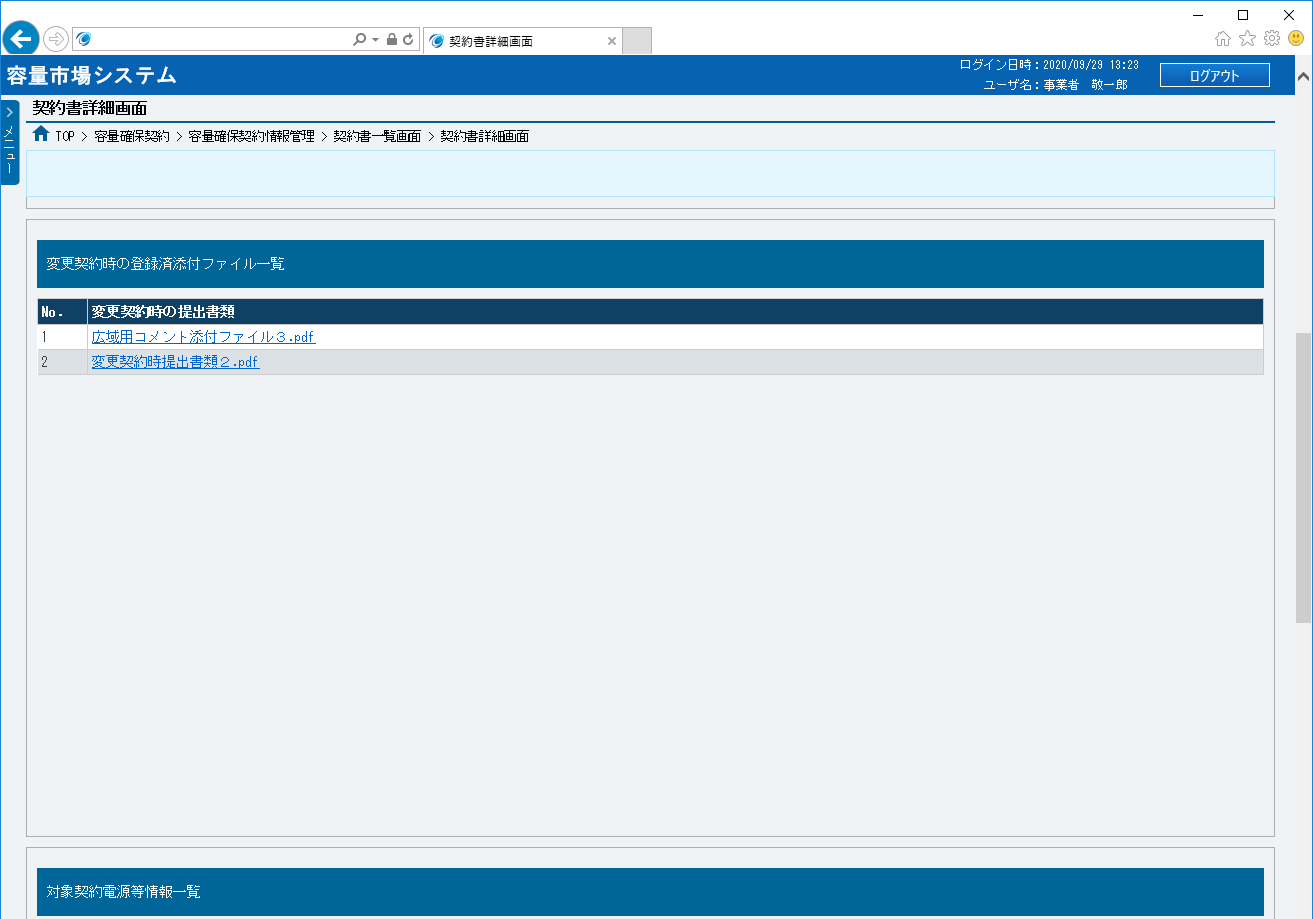 契約書詳細画面
容量市場システム
ログイン日時：2020/09/29 13:23
ユーザ名：事業者　敬一郎
ログアウト
メニュー
契約書詳細画面
TOP > 容量確保契約 > 容量確保契約情報管理 > 契約書一覧画面 > 契約書詳細画面
変更契約時の登録済添付ファイル一覧
No. 変更契約時の提出書類
1 広域用コメント添付ファイル３.pdf
2 変更契約時提出書類２.pdf
対象契約電源等情報一覧